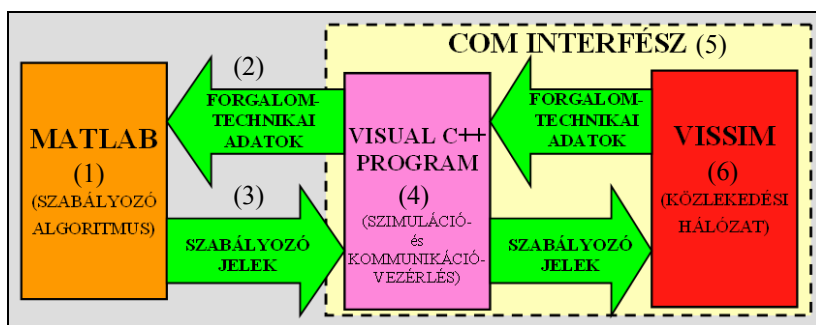 COM INTERFÉSZ (5)
MATLAB
(1)
(SZABÁLYOZÓ
ALGORITMUS)
(2)
FORGALOM-
TECHNIKAI
ADATOK
(3)
SZABÁLYOZÓ
JELEK
VISUAL C++
PROGRAM
(4)
(SZIMULÁCIÓ-
és
KOMMUNIKÁCIÓ-
VEZÉRLÉS)
FORGALOM-
TECHNIKAI
ADATOK
SZABÁLYOZÓ
JELEK
VISSIM
(6)
(KÖZLEKEDÉSI
HÁLÓZAT)